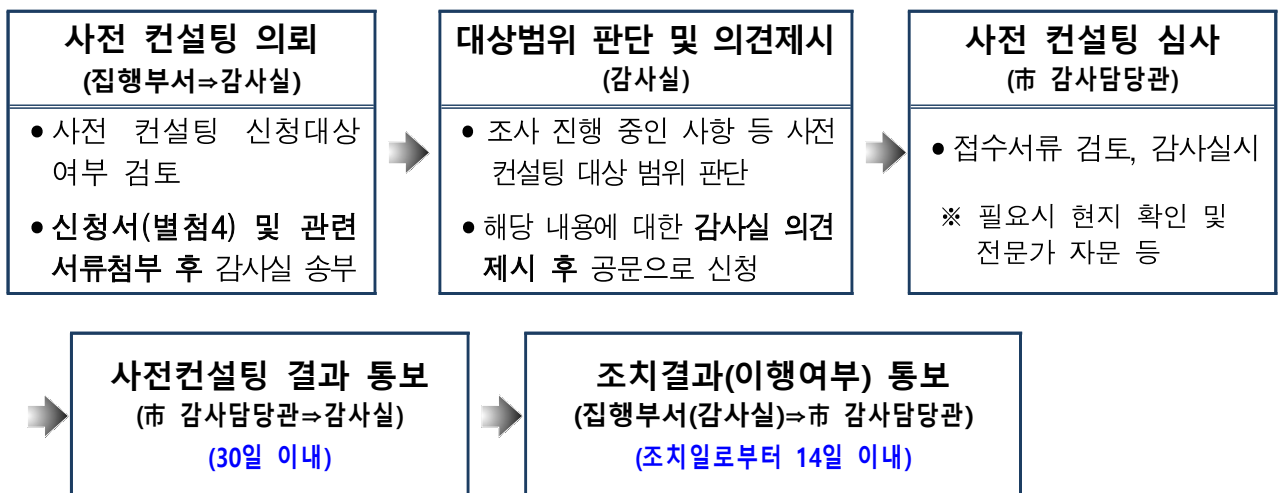 사전 컨설팅 의뢰
(집행부서⇒감사실)
● 사전 컨설팅 신청대상
여부 검토
● 신청서(별첨4) 및 관련
서류첨부 후 감사실 송부
대상범위 판단 및 의견제시
(감사실)
● 조사 진행 중인 사항 등 사전
컨설팅 대상 범위 판단
● 해당 내용에 대한 감사실 의견
제시 후 공문으로 신청
사전 컨설팅 심사
(市 감사담당관)
● 접수서류 검토, 감사실시
※ 필요시 현지 확인 및
전문가 자문 등
사전컨설팅 결과 통보
(市 감사담당관⇒감사실)
(30일 이내)
조치결과(이행여부) 통보
(집행부서(감사실)⇒市 감사담당관)
(조치일로부터 14일 이내)